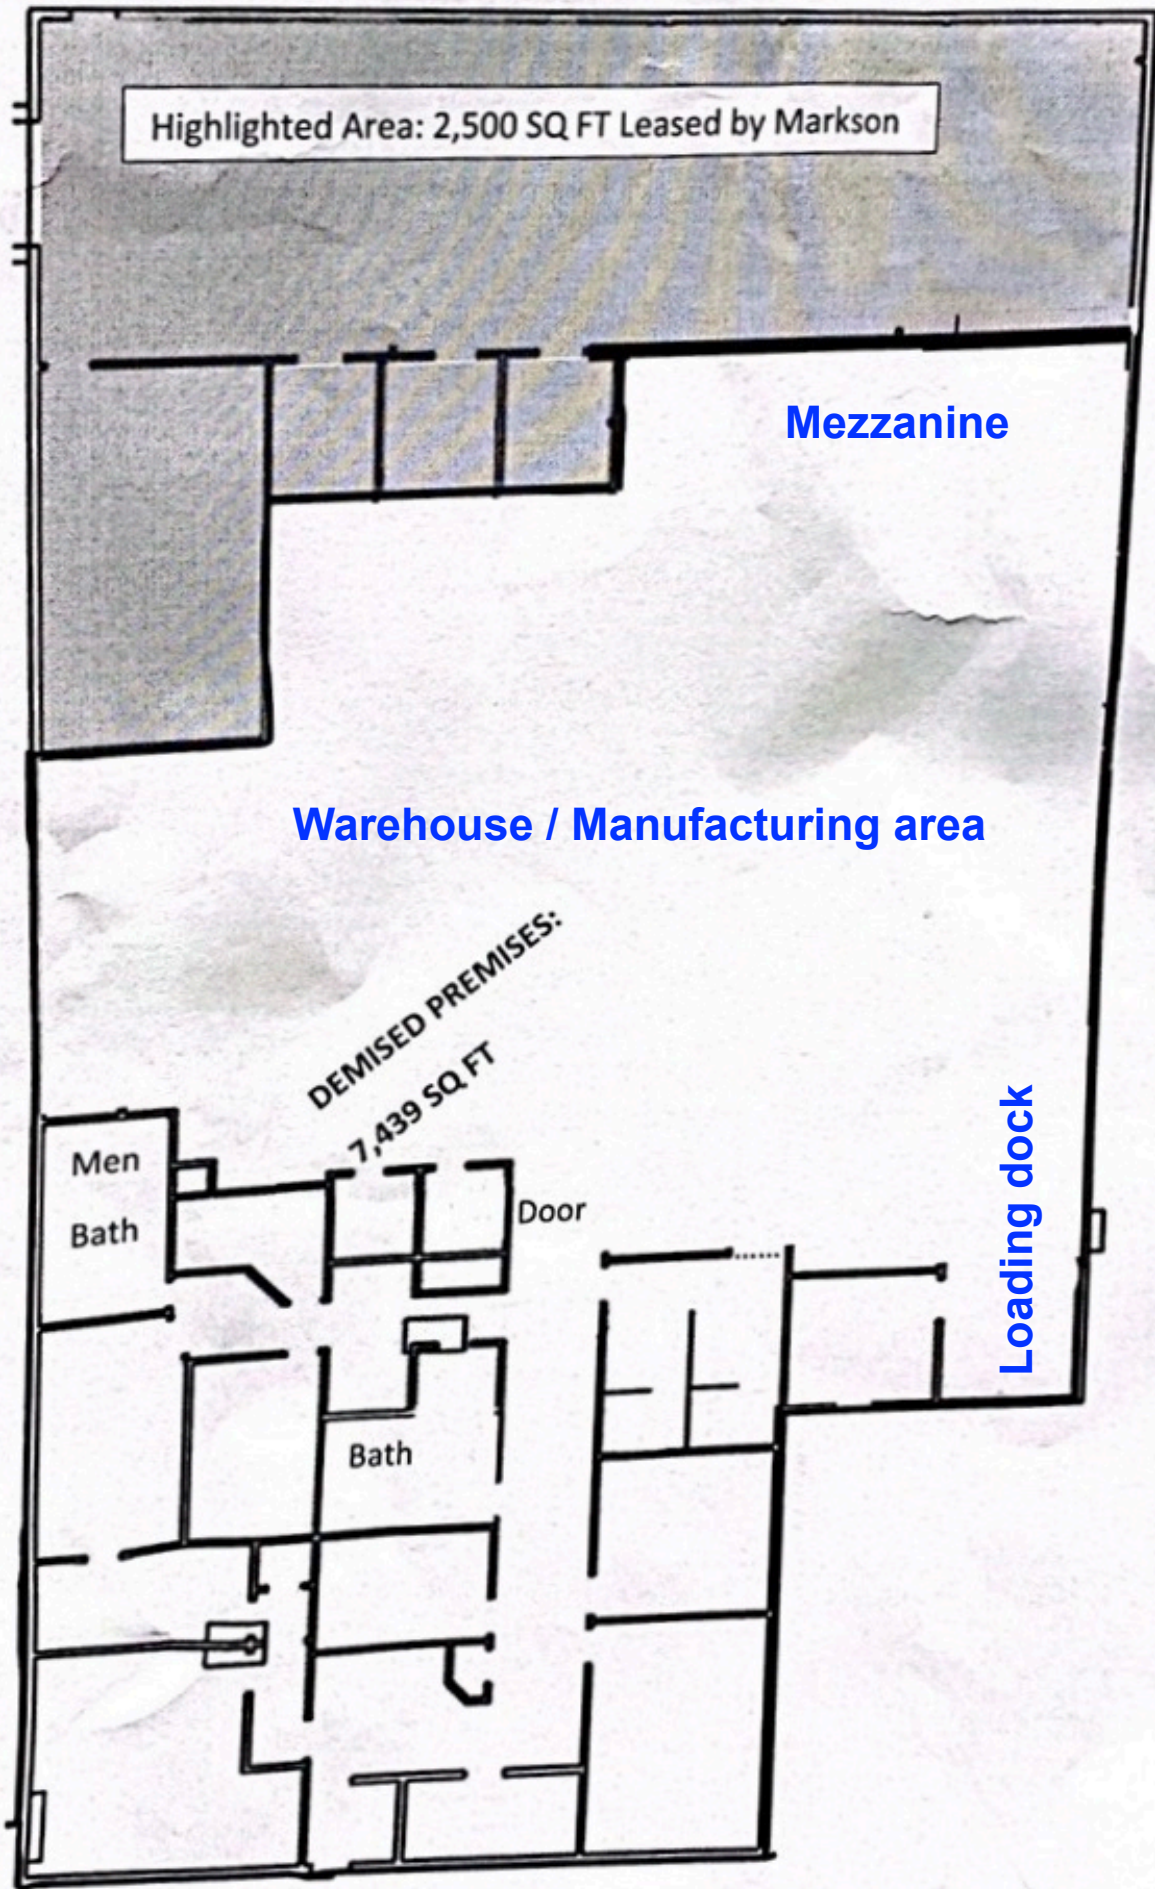 Highlighted Area: 2,500 SQ FT Leased by Markson
Mezzanine
Warehouse / Manufacturing area
DEMISED PREMISES:
7,439 SQ FT
Men
Bath
Door
Loading dock
Bath